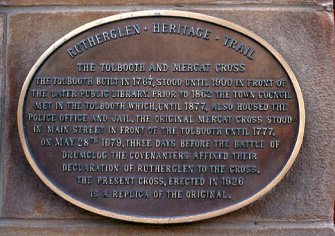 RUTHERGLEN • HERITAGE • TRAIL
THE TOLBOOTH AND MERCAT CROSS
THE TOLBOOTH BUILT IN 1767, STOOD UNTIL 1900 IN FRONT OF
THE LATER PUBLIC LIBRARY, PRIOR TO 1862 THE TOWN COUNCIL
MET IN THE TOLBOOTH WHICH, UNTIL 1877, ALSO HOUSED THE
POLICE OFFICE AND JAIL, THE ORIGINAL MERCAT CROSS STOOD
IN MAIN STREET IN FRONT OF THE TOLBOOTH UNTIL 1777.
ON MAY 28TH 1679, THREE DAYS BEFORE THE BATTLE OF
DRUMCLOG THE COVENANTERS AFFIXED THEIR
DECLARATION OF RUTHERGLEN TO THE CROSS.
THE PRESENT CROSS, ERECTED IN 1926
IS A REPLICA OF THE ORIGINAL.